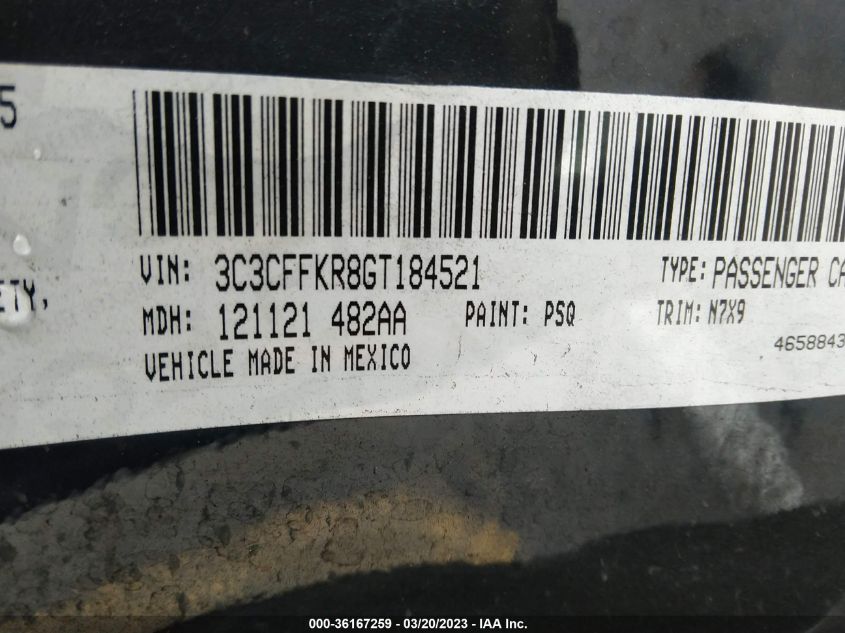 5
VIN: 3C3CFFKR8GT184521 TYPE: PASSENGER CA
ETY,
MDH: 121121 482AA PAINT: PSQ TRIM: N7X9
4658843
VEHICLE MADE IN MEXICO
000-36167259 - 03/20/2023 - IAA Inc.